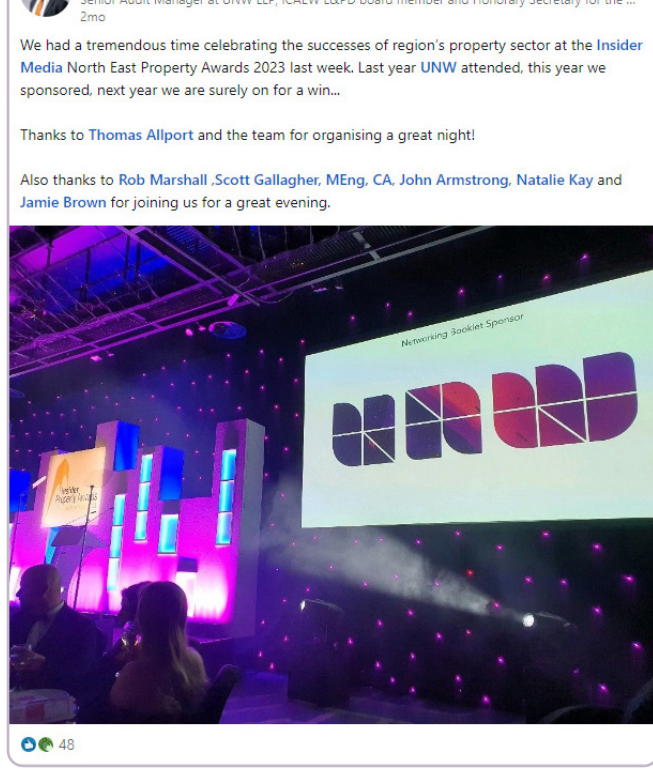 Senior Audit Manager at UNW LLP, ICAEW L&PD board member and Honorary Secretary for the ...
2mo
We had a tremendous time celebrating the successes of region's property sector at the Insider
Media North East Property Awards 2023 last week. Last year UNW attended, this year we
sponsored, next year we are surely on for a win...
Thanks to Thomas Allport and the team for organising a great night!
Also thanks to Rob Marshall ,Scott Gallagher, MEng, CA, John Armstrong, Natalie Kay and
Jamie Brown for joining us for a great evening.
Networking Booklet Sponsor
UNW
Insider
Property Awards
48